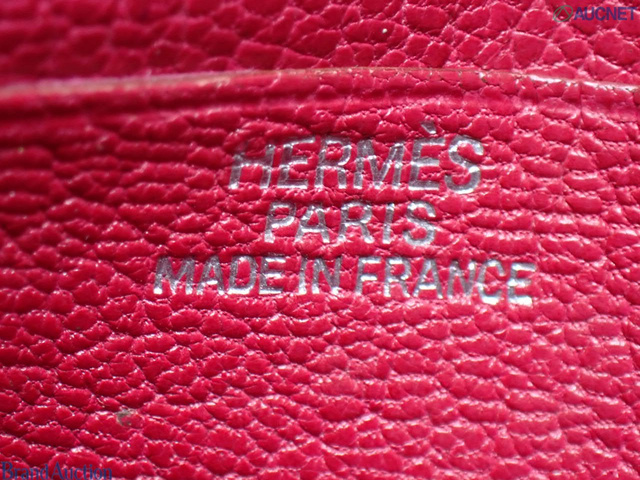 AUCNET
HERMÈS
PARIS
MADE IN FRANCE
Brand Auction